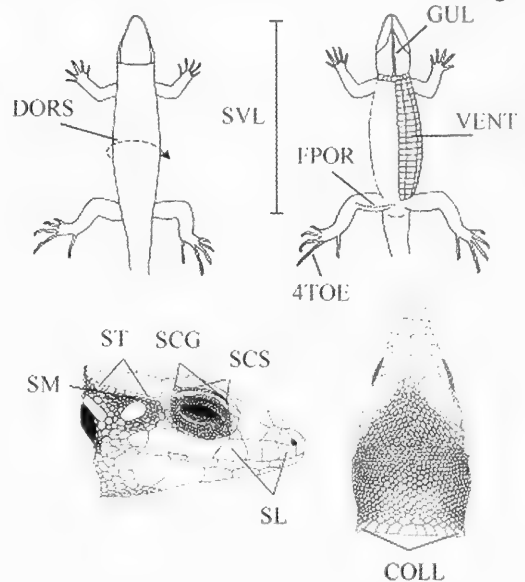 GUL
DORS
SVL
VENT
FPOR
4TOE
ST SCG
SCS
SM
SL
COLL